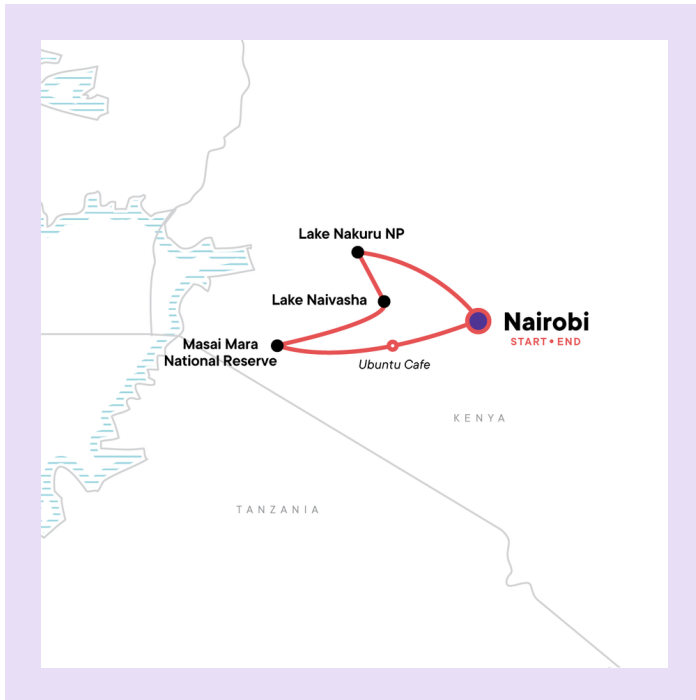 Lake Nakuru NP
Lake Naivasha
Nairobi
START • END
Masai Mara
National Reserve
Ubuntu Cafe
KENYA
TANZANIA